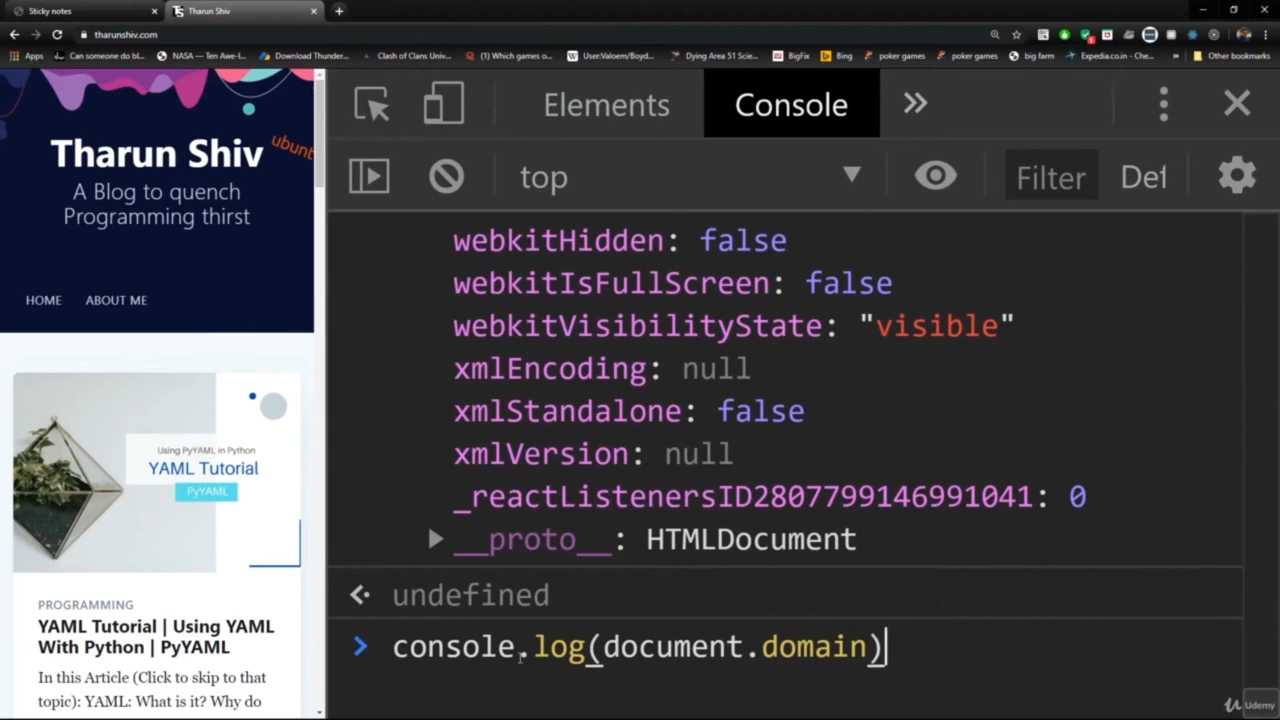 Sticky notes
Tharun Shiv
tharunshiv.com
Apps
Can someone do bl...
NASA — Ten Awe-I...
Download Thunder...
Clash of Clans Univ...
(1) Which games o...
User:Valoem/Boyd...
Dying Area 51 Scie...
BigFix
Bing
poker games
poker games
big farm
Expedia.co.in - Che...
Other bookmarks
ubunt
Tharun Shiv
A Blog to quench
Programming thirst
HOME ABOUT ME
Using PyYAML in Python
YAML Tutorial
PyYAML
PROGRAMMING
YAML Tutorial | Using YAML
With Python | PyYAML
In this Article (Click to skip to that
topic): YAML: What is it? Why do
Elements Console
top Filter Def
webkitHidden: false
webkitIsFullScreen: false
webkitVisibilityState: "visible"
xmlEncoding: null
xmlStandalone: false
xmlVersion: null
_reactListenersID2807799146991041: 0
__proto__: HTMLDocument
undefined
console.log(document.domain)
Udemy